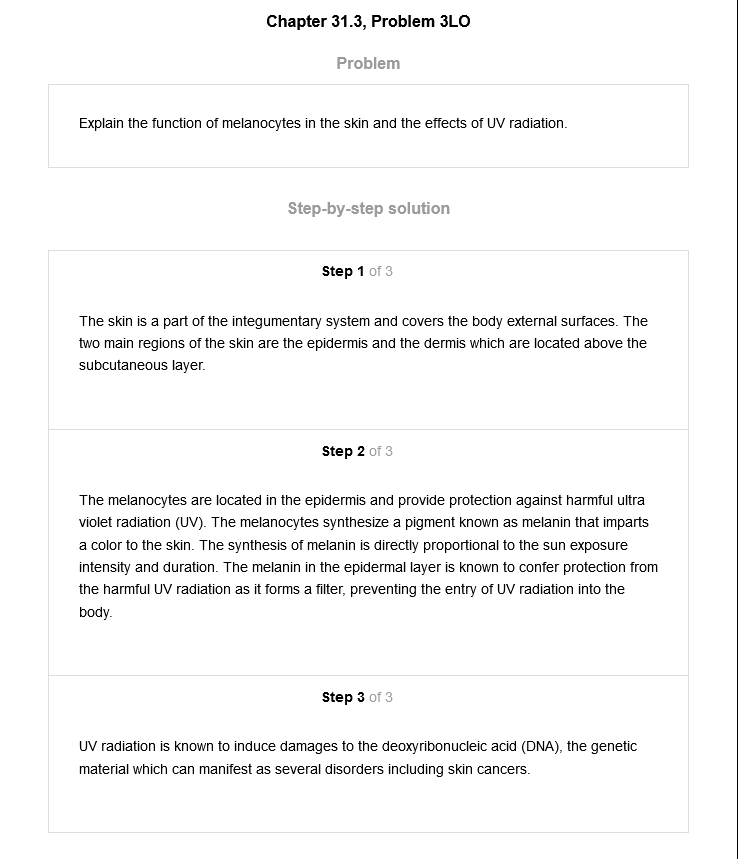 Chapter 31.3, Problem 3LO
Problem
Explain the function of melanocytes in the skin and the effects of UV radiation.
Step-by-step solution
Step 1 of 3
The skin is a part of the integumentary system and covers the body external surfaces. The
two main regions of the skin are the epidermis and the dermis which are located above the
subcutaneous layer.
Step 2 of 3
The melanocytes are located in the epidermis and provide protection against harmful ultra
violet radiation (UV). The melanocytes synthesize a pigment known as melanin that imparts
a color to the skin. The synthesis of melanin is directly proportional to the sun exposure
intensity and duration. The melanin in the epidermal layer is known to confer protection from
the harmful UV radiation as it forms a filter, preventing the entry of UV radiation into the
body.
Step 3 of 3
UV radiation is known to induce damages to the deoxyribonucleic acid (DNA), the genetic
material which can manifest as several disorders including skin cancers.